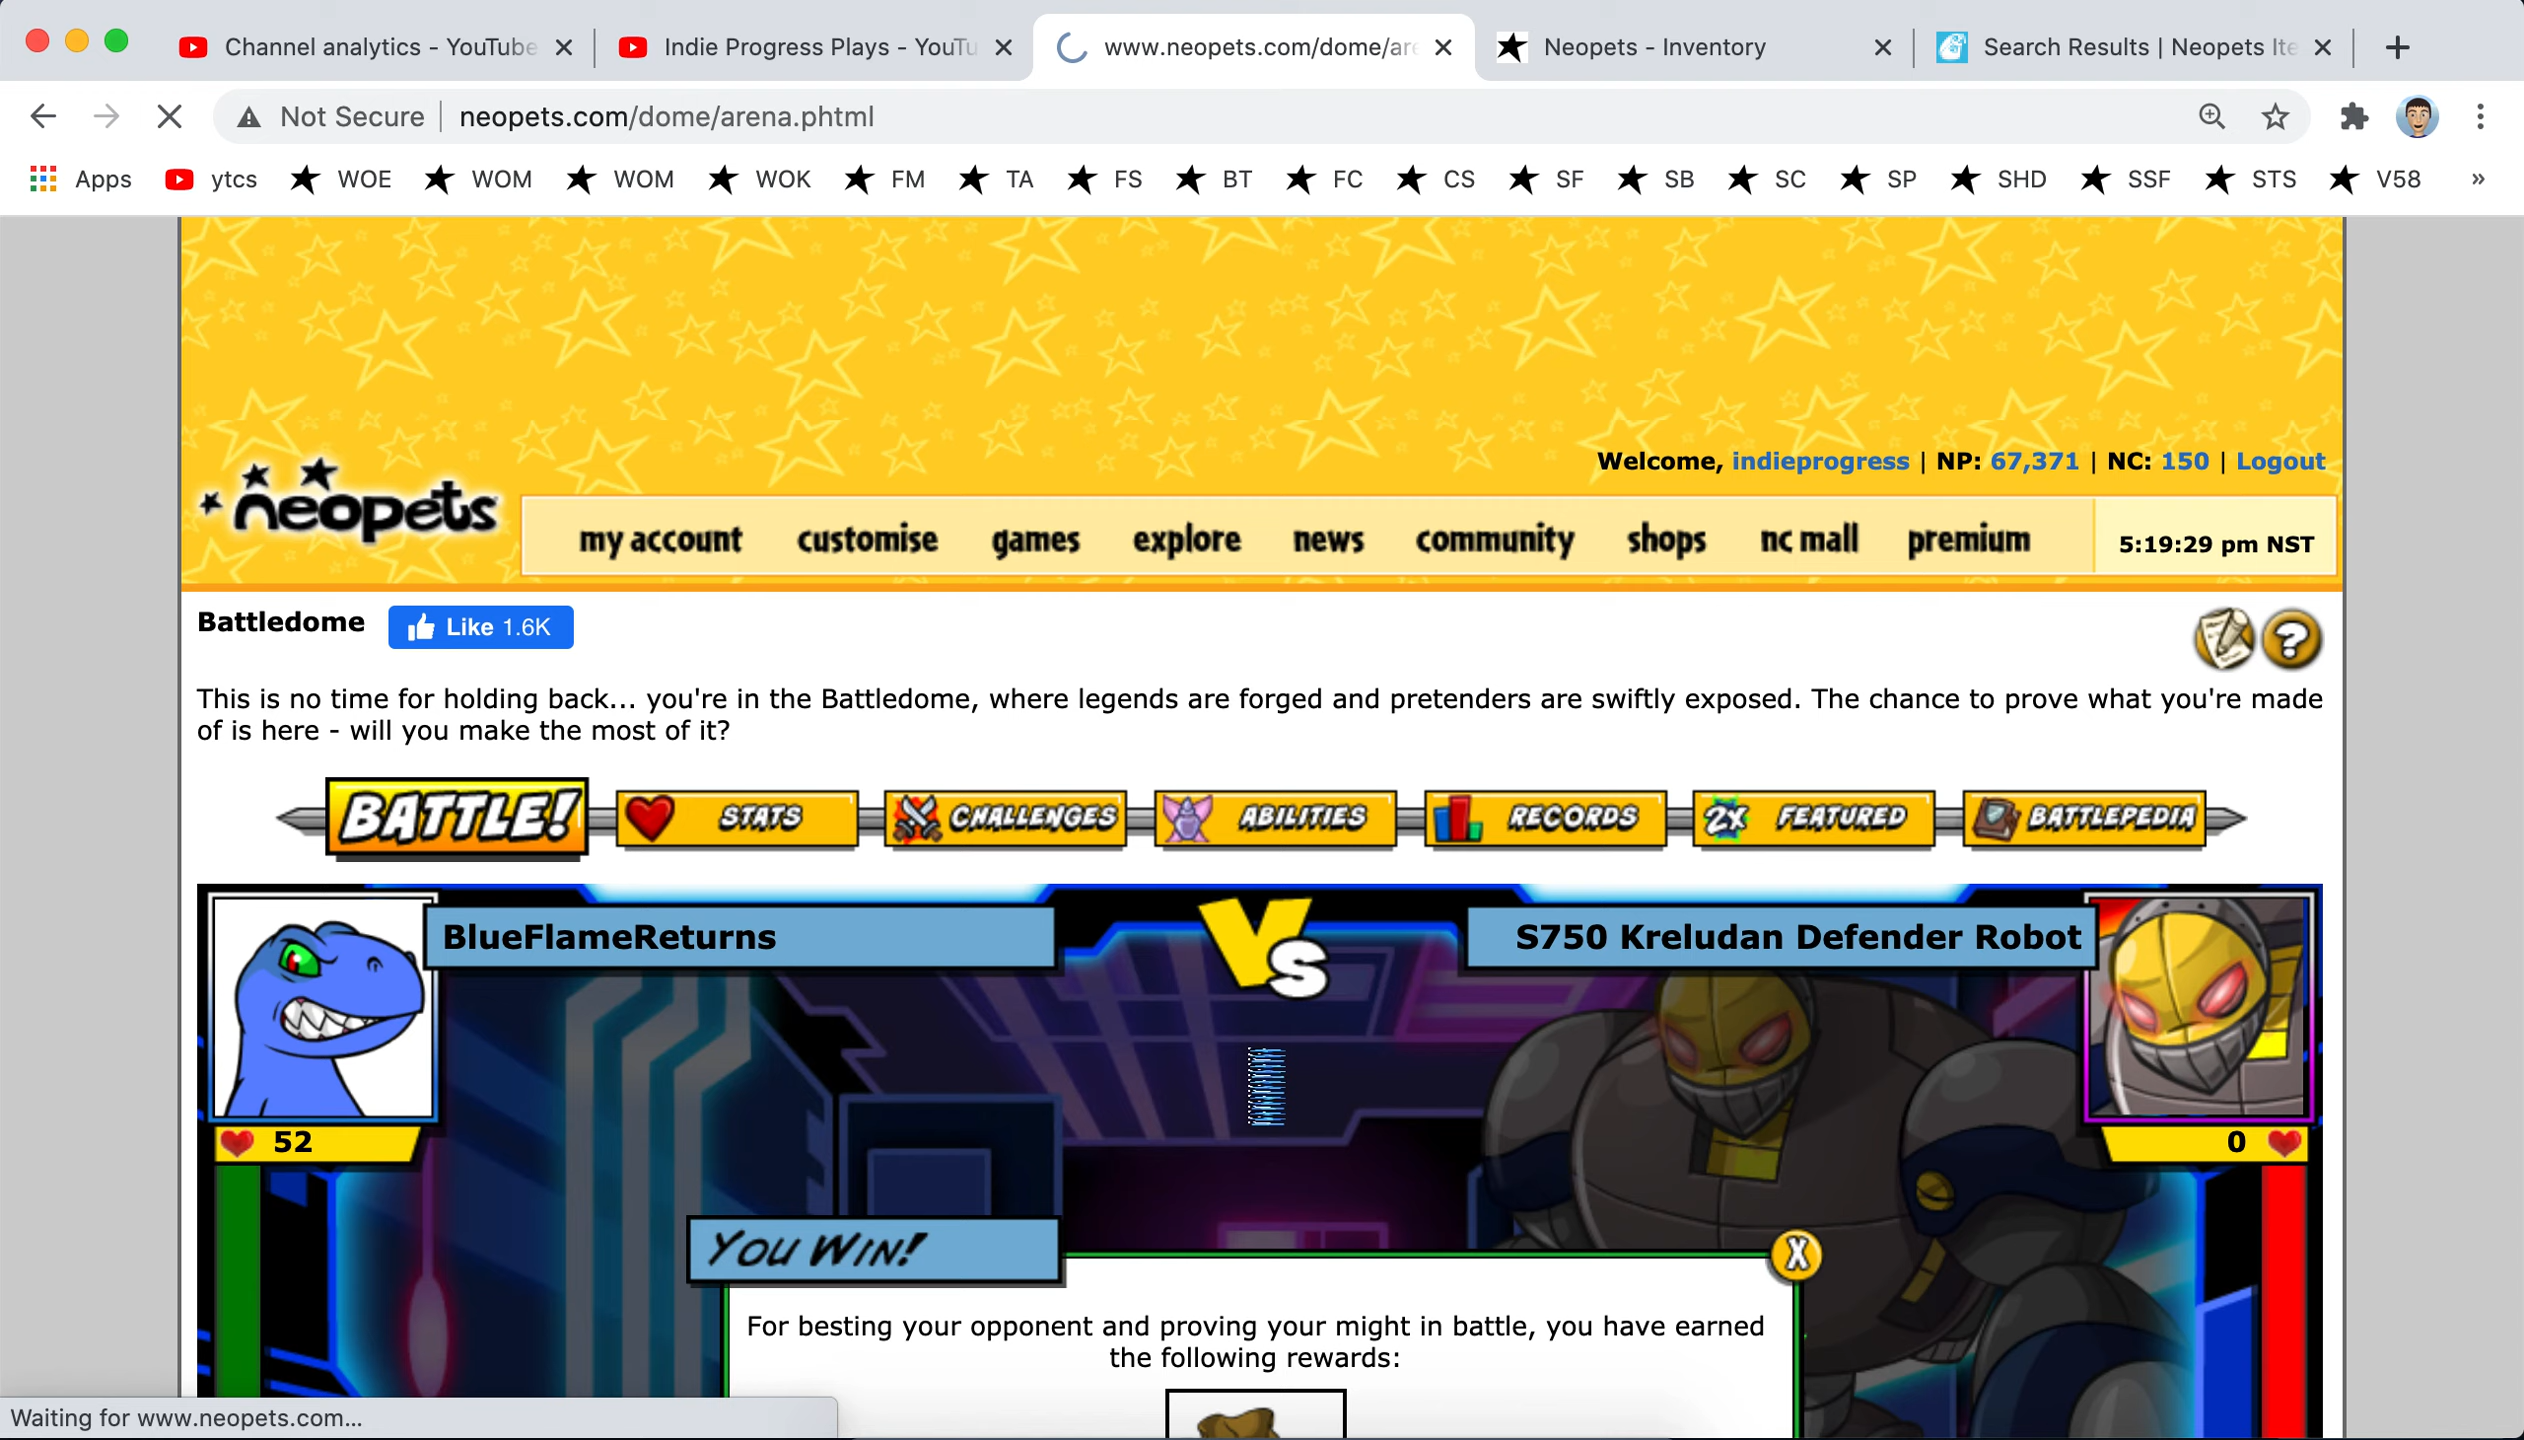 Channel analytics - YouTube
Indie Progress Plays - YouTu
www.neopets.com/dome/are
Neopets - Inventory
Search Results | Neopets Ite
Not Secure
neopets.com/dome/arena.phtml
Apps ytcs WOE WOM WOM WOK FM TA FS BT FC CS SF SB SC SP SHD SSF STS V58 »
Welcome, indieprogress | NP: 67,371 | NC: 150 | Logout
neopets
my account customise games explore news community shops nc mall premium
5:19:29 pm NST
Battledome
Like 1.6K
This is no time for holding back... you're in the Battledome, where legends are forged and pretenders are swiftly exposed. The chance to prove what you're made
of is here - will you make the most of it?
BATTLE! STATS CHALLENGES ABILITIES RECORDS 2X FEATURED BATTLEPEDIA
BlueFlameReturns
Vs
S750 Kreludan Defender Robot
52
0
YOU WIN!
X
For besting your opponent and proving your might in battle, you have earned
the following rewards:
Waiting for www.neopets.com...